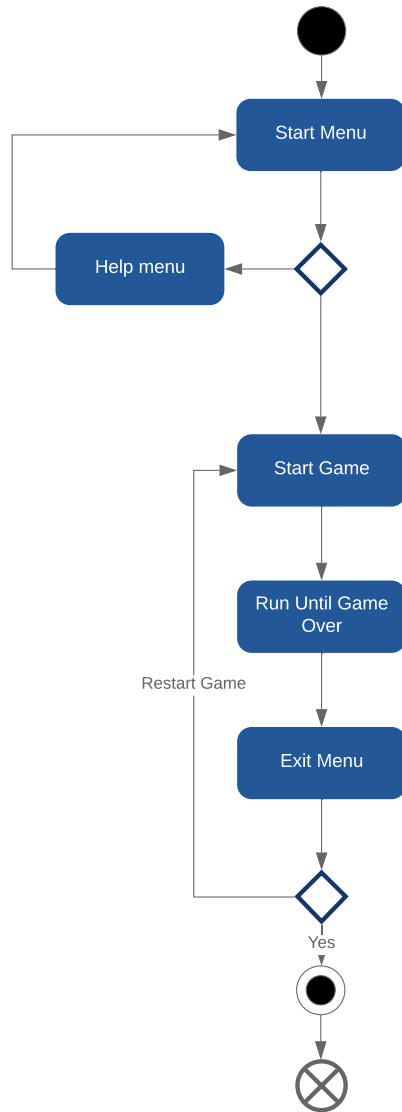 Start Menu
Help menu
Start Game
Run Until Game
Over
Restart Game
Exit Menu
Yes